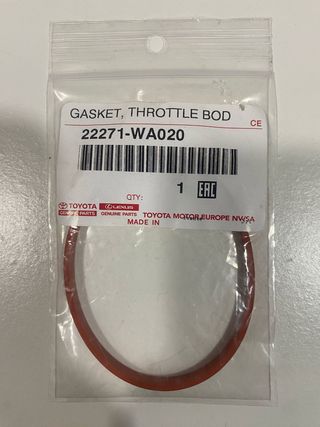 GASKET, THROTTLE BOD
CE
22271-WA020
QTY:
1 EAC
TOYOTA LEXUS
GENUINE PARTS GENUINE PARTS TOYOTA MOTOR EUROPE NV/SA
MADE IN